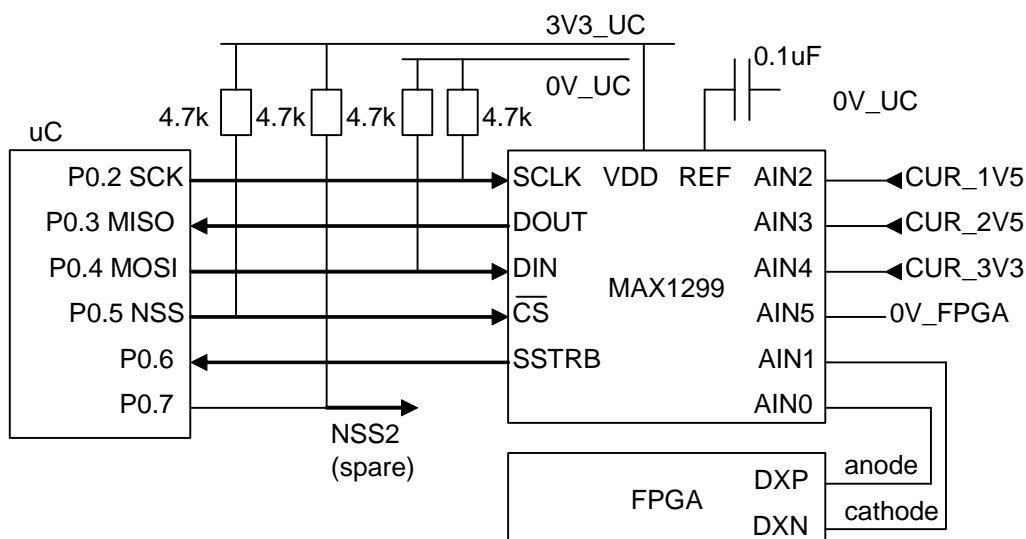 3V3_UC
0.1uF
0V_UC
0V_UC
4.7k
4.7k
4.7k
4.7k
uC
P0.2 SCK
SCLK
VDD
REF
AIN2
CUR_1V5
P0.3 MISO
DOUT
AIN3
CUR_2V5
P0.4 MOSI
DIN
AIN4
CUR_3V3
MAX1299
P0.5 NSS
CS
AIN5
0V_FPGA
P0.6
SSTRB
AIN1
P0.7
AIN0
NSS2
(spare)
anode
DXP
FPGA
cathode
DXN